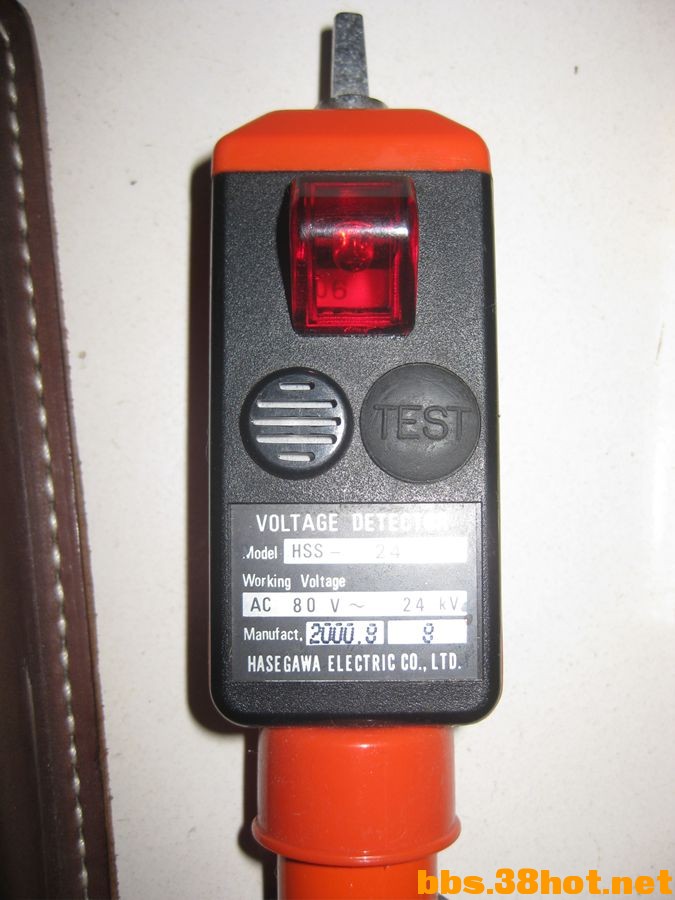 06
TEST
VOLTAGE DETECTOR
Model HSS- 24
Working Voltage
AC 80 V ~ 24 kV
Manufact. 2000.9 9
HASEGAWA ELECTRIC CO., LTD.
bbs.38hot.net